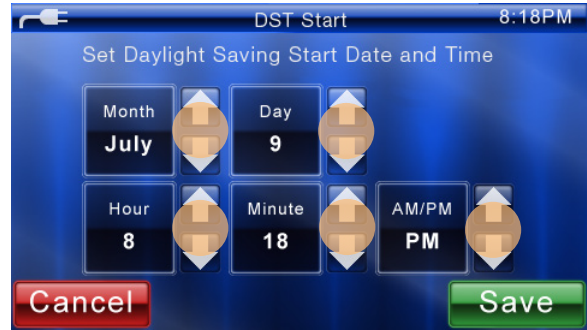 DST Start 8:18PM
Set Daylight Saving Start Date and Time
Month Day
July 9
Hour Minute AM/PM
8 18 PM
Cancel Save